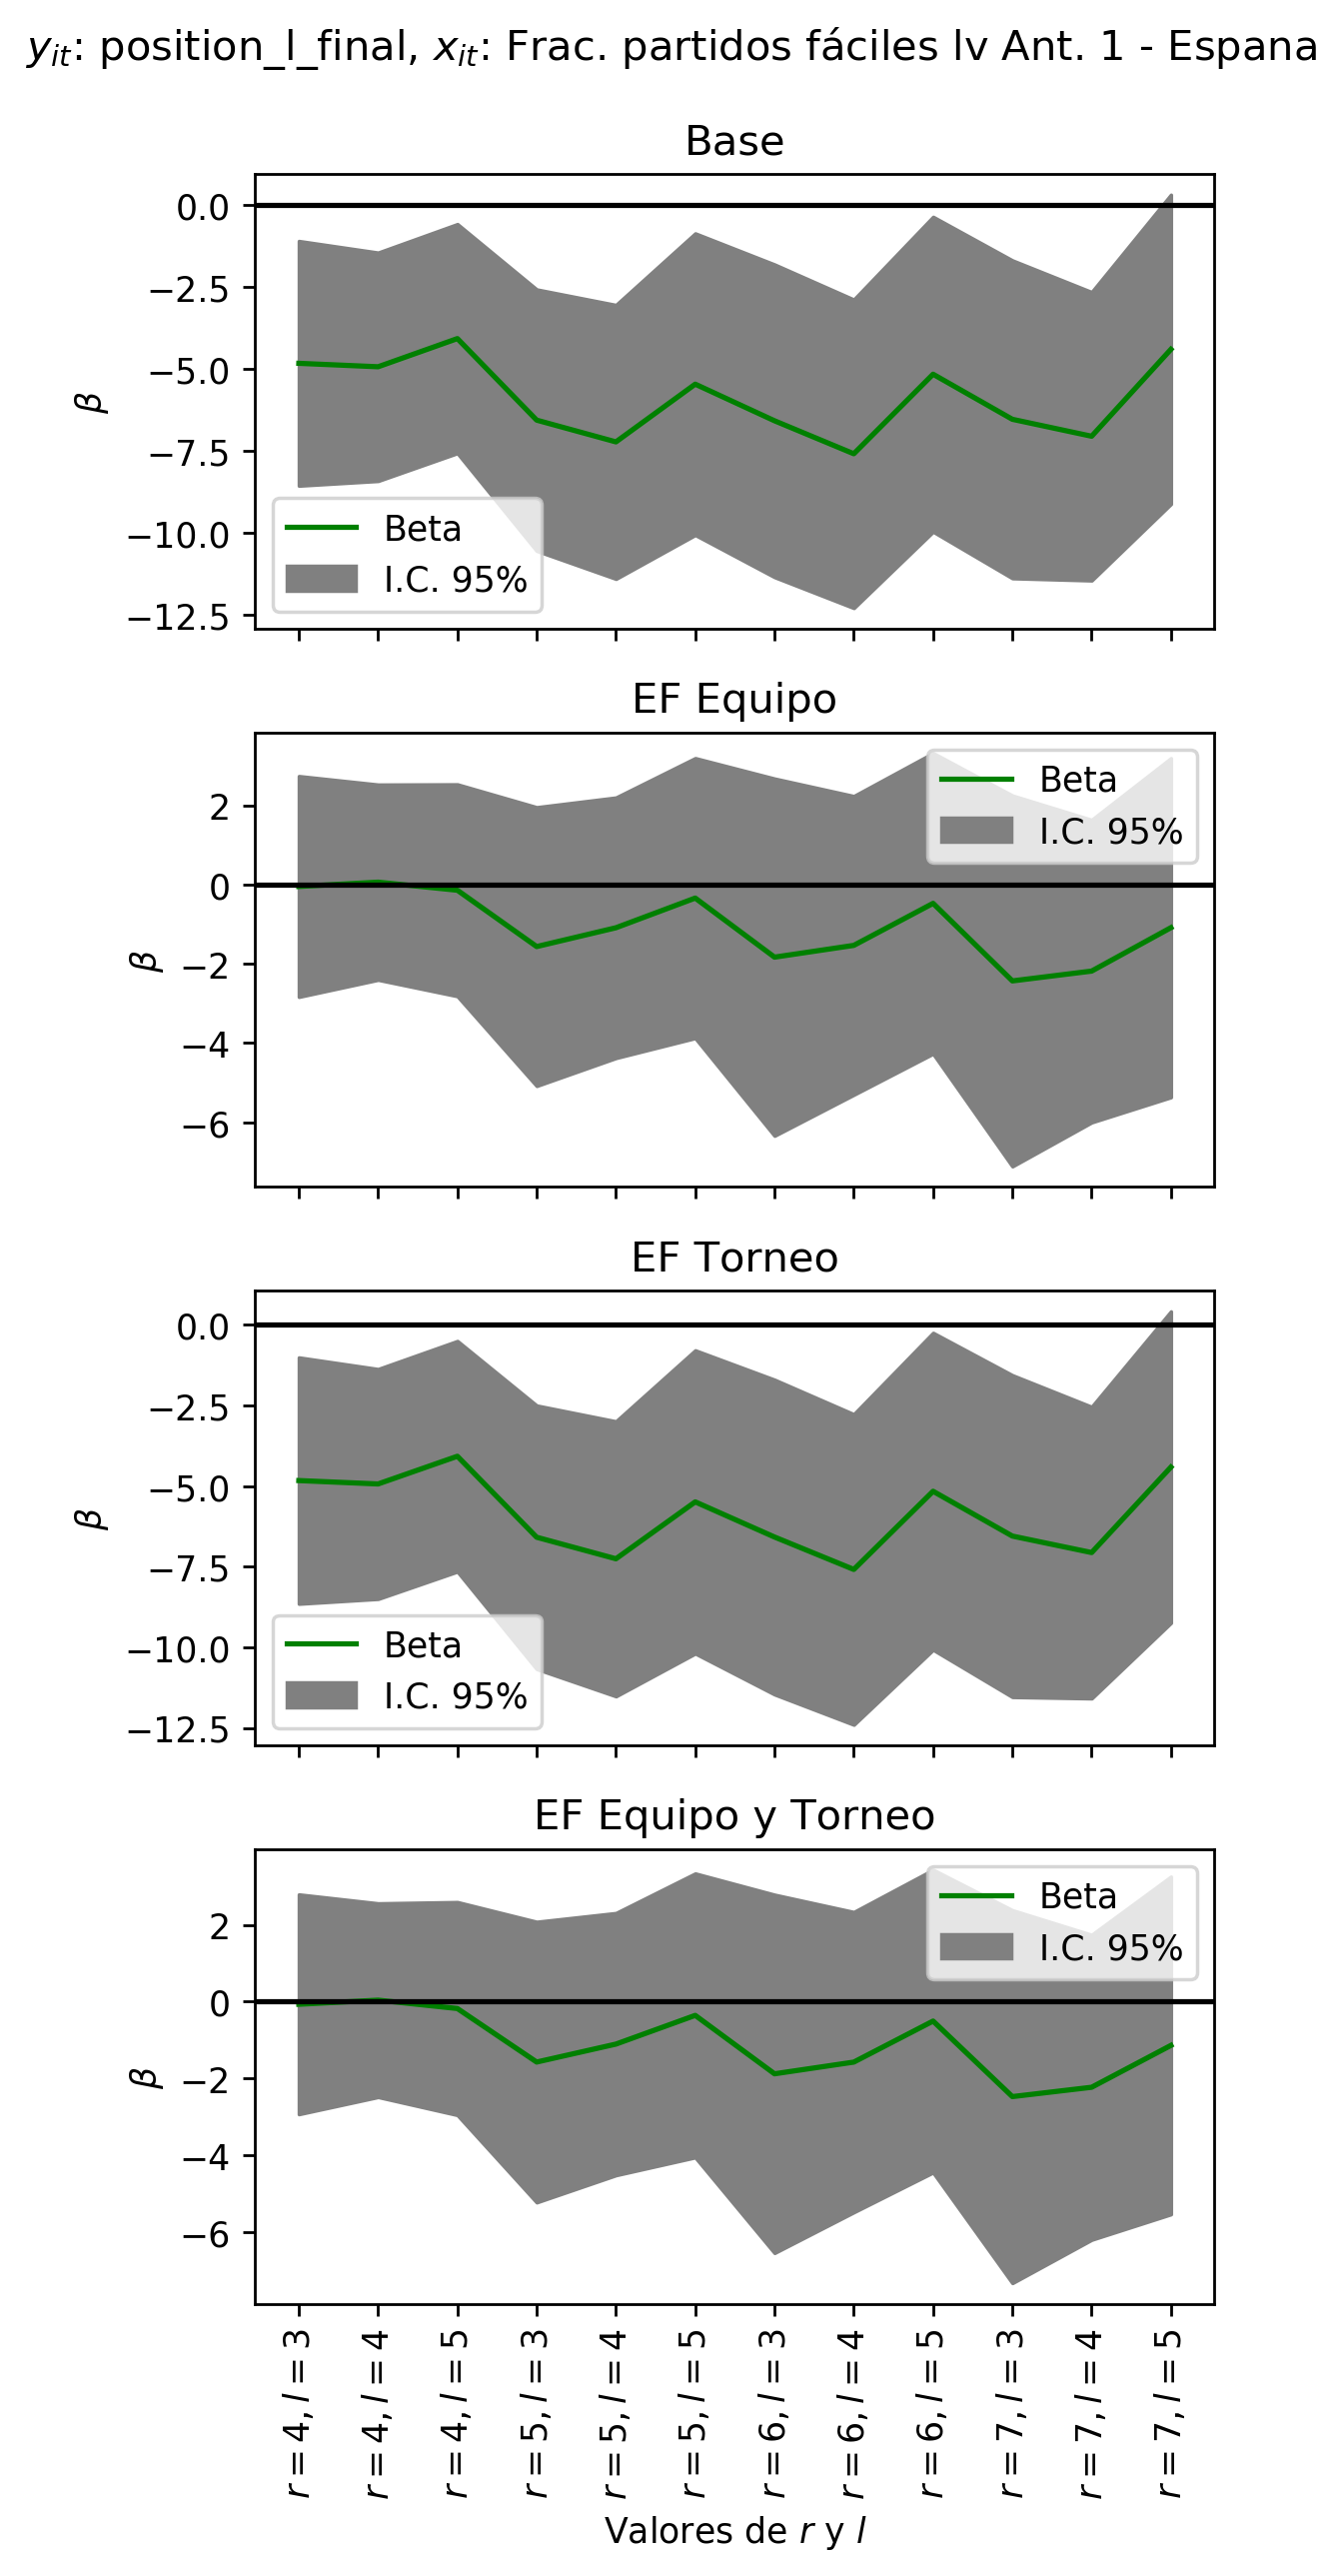 y_it: position_l_final, x_it: Frac. partidos fáciles lv Ant. 1 - Espana
Base
0.0
−2.5
−5.0
−7.5
−10.0
−12.5
β
Beta
I.C. 95%
EF Equipo
2
0
−2
−4
−6
β
Beta
I.C. 95%
EF Torneo
0.0
−2.5
−5.0
−7.5
−10.0
−12.5
β
Beta
I.C. 95%
EF Equipo y Torneo
2
0
−2
−4
−6
β
Beta
I.C. 95%
r = 4, l = 3
r = 4, l = 4
r = 4, l = 5
r = 5, l = 3
r = 5, l = 4
r = 5, l = 5
r = 6, l = 3
r = 6, l = 4
r = 6, l = 5
r = 7, l = 3
r = 7, l = 4
r = 7, l = 5
Valores de r y l